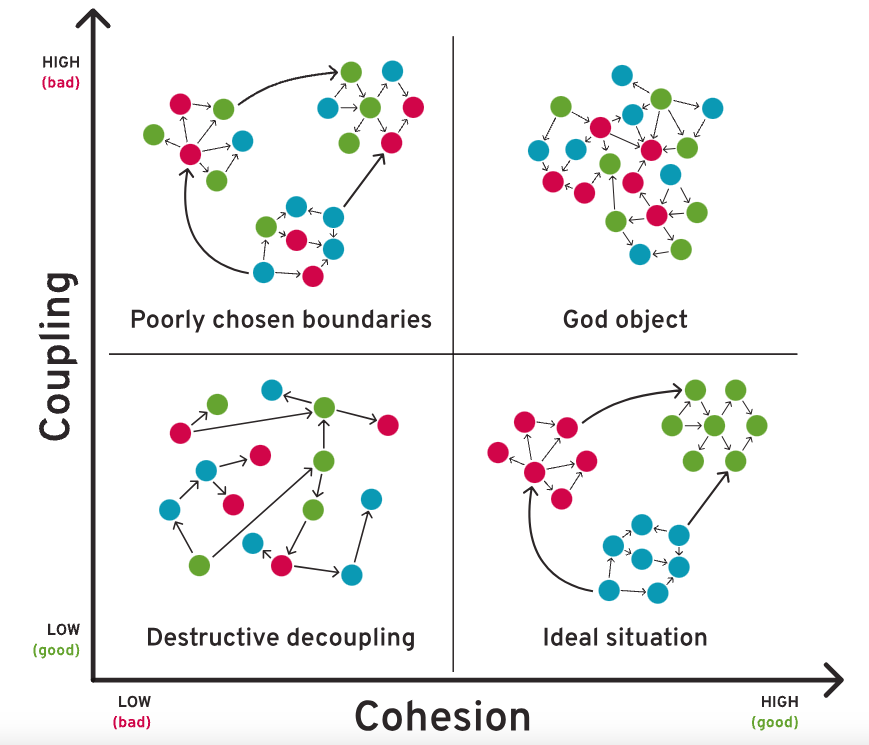 HIGH
(bad)
Poorly chosen boundaries
God object
Coupling
Destructive decoupling
Ideal situation
LOW
(good)
LOW
(bad)
Cohesion
HIGH
(good)